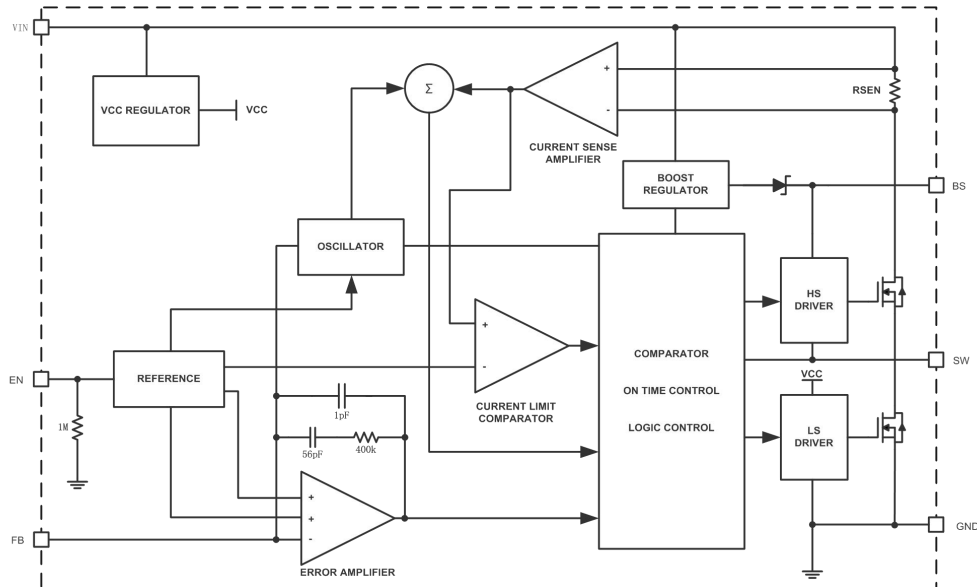 VIN
VCC REGULATOR
VCC
Σ
+
-
CURRENT SENSE
AMPLIFIER
RSEN
BOOST
REGULATOR
BS
OSCILLATOR
HS
DRIVER
+
-
CURRENT LIMIT
COMPARATOR
COMPARATOR
ON TIME CONTROL
LOGIC CONTROL
SW
EN
REFERENCE
1M
1pF
56pF
400k
VCC
LS
DRIVER
+
+
-
ERROR AMPLIFIER
FB
GND